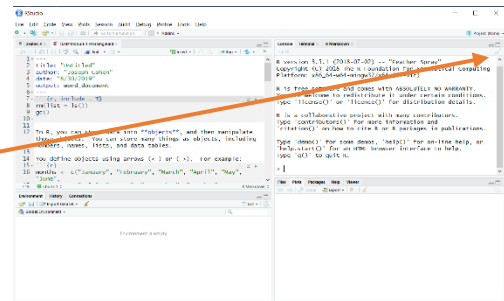 RStudio
File Edit View Plots Session Build Debug Profile Tools Help
Addins
Project: (None)
title: "Untitled"
author: "Joseph Cohen"
date: "8/30/2019"
output: word_document
rm(list = ls())
gc()
To R, you can store data into **objects**, and then manipulate
those objects. You can store many things as objects, including
numbers, names, lists, and data tables.
You define objects using arrows (< ) or ( >). For example:
```{r}
months <- c("January", "February", "March", "April", "May",
"June",
Environment History Connections
Global Environment
Environment is empty
Console Terminal R Markdown
R version 3.5.1 (2018-07-02) -- "Feather Spray"
Copyright (C) 2018 The R Foundation for Statistical Computing
Platform: x86_64-w64-mingw32/x64 (64-bit)
R is free software and comes with ABSOLUTELY NO WARRANTY.
You are welcome to redistribute it under certain conditions.
Type 'license()' or 'licence()' for distribution details.
R is a collaborative project with many contributors.
Type 'contributors()' for more information and
'citation()' on how to cite R or R packages in publications.
Type 'demo()' for some demos, 'help()' for on-line help, or
'help.start()' for an HTML browser interface to help.
Type 'q()' to quit R.
>
Files Plots Packages Help Viewer
Export